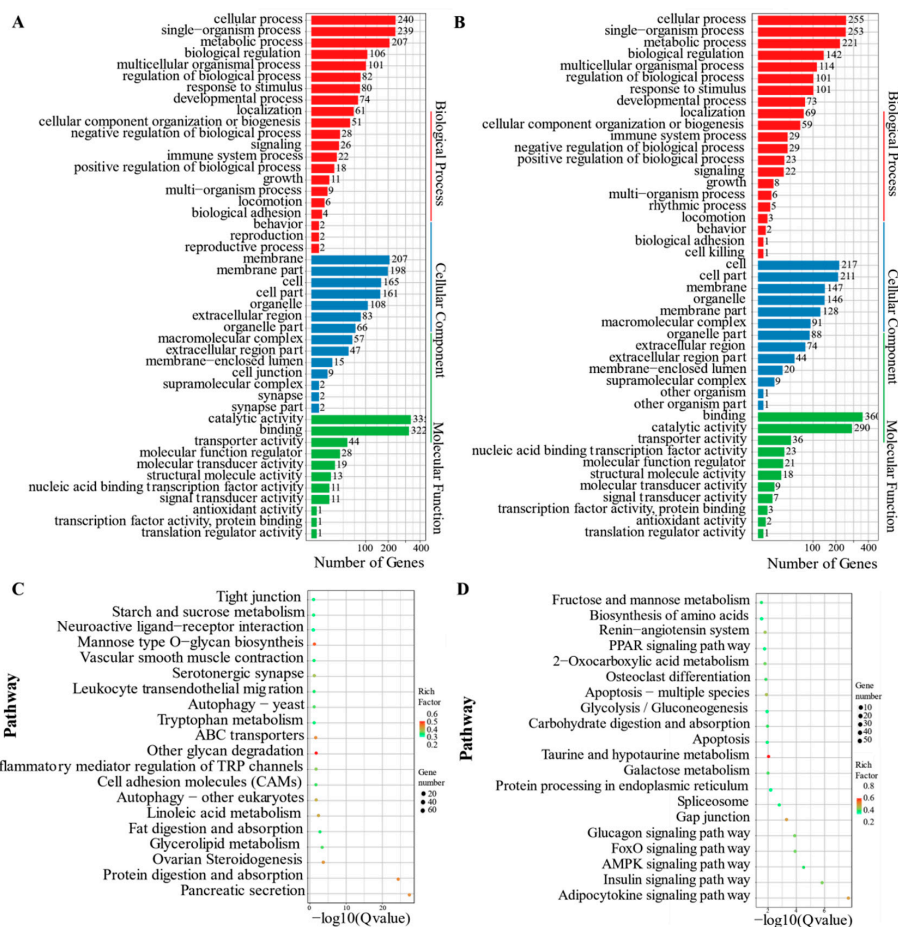 A
cellular process 240
single-organism process 239
metabolic process 207
biological regulation 106
multicellular organismal process 101
regulation of biological process 82
response to stimulus 80
developmental process 74
localization 61
cellular component organization or biogenesis 51
negative regulation of biological process 28
signaling 26
immune system process 22
positive regulation of biological process 18
growth 11
multi-organism process 9
locomotion 6
biological adhesion 4
behavior 2
reproduction 2
reproductive process 2
membrane 207
membrane part 198
cell 165
cell part 161
organelle 108
extracellular region 83
organelle part 66
macromolecular complex 57
extracellular region part 47
membrane-enclosed lumen 15
cell junction 9
supramolecular complex 2
synapse 2
synapse part 2
catalytic activity
binding 322
transporter activity 44
molecular function regulator 28
molecular transducer activity 19
structural molecule activity 13
nucleic acid binding transcription factor activity 11
signal transducer activity 11
antioxidant activity 1
transcription factor activity, protein binding 1
translation regulator activity 1
100 200 400
Number of Genes
Biological Process
Cellular Component
Molecular Function
B
cellular process 255
single-organism process 253
metabolic process 221
biological regulation 142
multicellular organismal process 114
regulation of biological process 101
response to stimulus 101
developmental process 73
localization 69
cellular component organization or biogenesis 59
immune system process 29
negative regulation of biological process 29
positive regulation of biological process 23
signaling 22
growth 8
multi-organism process 6
rhythmic process 5
locomotion 3
behavior 2
biological adhesion 1
cell killing 1
cell 217
cell part 211
membrane 147
organelle 146
membrane part 128
macromolecular complex 91
organelle part 88
extracellular region 74
extracellular region part 44
membrane-enclosed lumen 20
supramolecular complex 9
other organism 1
other organism part 1
binding 360
catalytic activity 290
transporter activity 36
nucleic acid binding transcription factor activity 23
molecular function regulator 21
structural molecule activity 18
molecular transducer activity 9
signal transducer activity 7
transcription factor activity, protein binding 3
antioxidant activity 2
translation regulator activity 1
100 200 400
Number of Genes
Biological Process
Cellular Component
Molecular Function
C
Pathway
Tight junction
Starch and sucrose metabolism
Neuroactive ligand-receptor interaction
Mannose type O-glycan biosyntheis
Vascular smooth muscle contraction
Serotonergic synapse
Leukocyte transendothelial migration
Autophagy - yeast
Tryptophan metabolism
ABC transporters
Other glycan degradation
flammatory mediator regulation of TRP channels
Cell adhesion molecules (CAMs)
Autophagy - other eukaryotes
Linoleic acid metabolism
Fat digestion and absorption
Glycerolipid metabolism
Ovarian Steroidogenesis
Protein digestion and absorption
Pancreatic secretion
0 10 20
-log10(Qvalue)
Rich
Factor
0.6
0.5
0.4
0.3
0.2
Gene
number
20
40
60
D
Pathway
Fructose and mannose metabolism
Biosynthesis of amino acids
Renin-angiotensin system
PPAR signaling path way
2-Oxocarboxylic acid metabolism
Osteoclast differentiation
Apoptosis - multiple species
Glycolysis / Gluconeogenesis
Carbohydrate digestion and absorption
Apoptosis
Taurine and hypotaurine metabolism
Galactose metabolism
Protein processing in endoplasmic reticulum
Spliceosome
Gap junction
Glucagon signaling path way
FoxO signaling path way
AMPK signaling path way
Insulin signaling path way
Adipocytokine signaling path way
2 4 6
-log10(Qvalue)
Gene
number
10
20
30
40
50
Rich
Factor
0.8
0.6
0.4
0.2